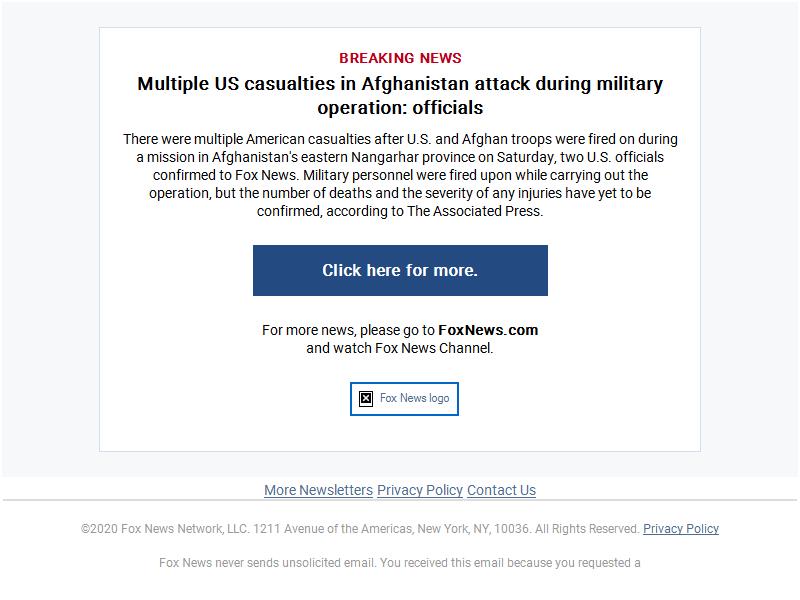 BREAKING NEWS
Multiple US casualties in Afghanistan attack during military
operation: officials
There were multiple American casualties after U.S. and Afghan troops were fired on during
a mission in Afghanistan's eastern Nangarhar province on Saturday, two U.S. officials
confirmed to Fox News. Military personnel were fired upon while carrying out the
operation, but the number of deaths and the severity of any injuries have yet to be
confirmed, according to The Associated Press.
Click here for more.
For more news, please go to FoxNews.com
and watch Fox News Channel.
Fox News logo
More Newsletters Privacy Policy Contact Us
©2020 Fox News Network, LLC. 1211 Avenue of the Americas, New York, NY, 10036. All Rights Reserved. Privacy Policy
Fox News never sends unsolicited email. You received this email because you requested a